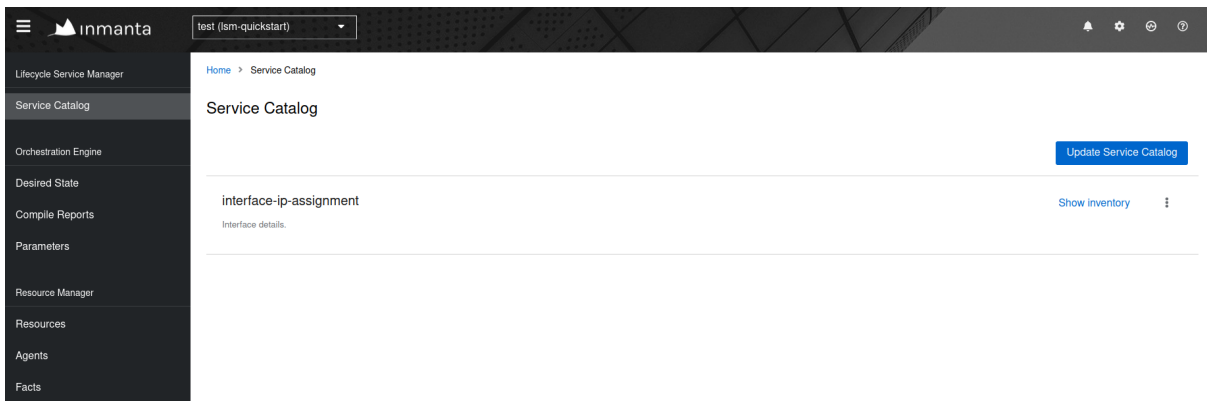 inmanta
test (lsm-quickstart)
Lifecycle Service Manager
Service Catalog
Orchestration Engine
Desired State
Compile Reports
Parameters
Resource Manager
Resources
Agents
Facts
Home > Service Catalog
Service Catalog
Update Service Catalog
interface-ip-assignment
Show inventory
Interface details.